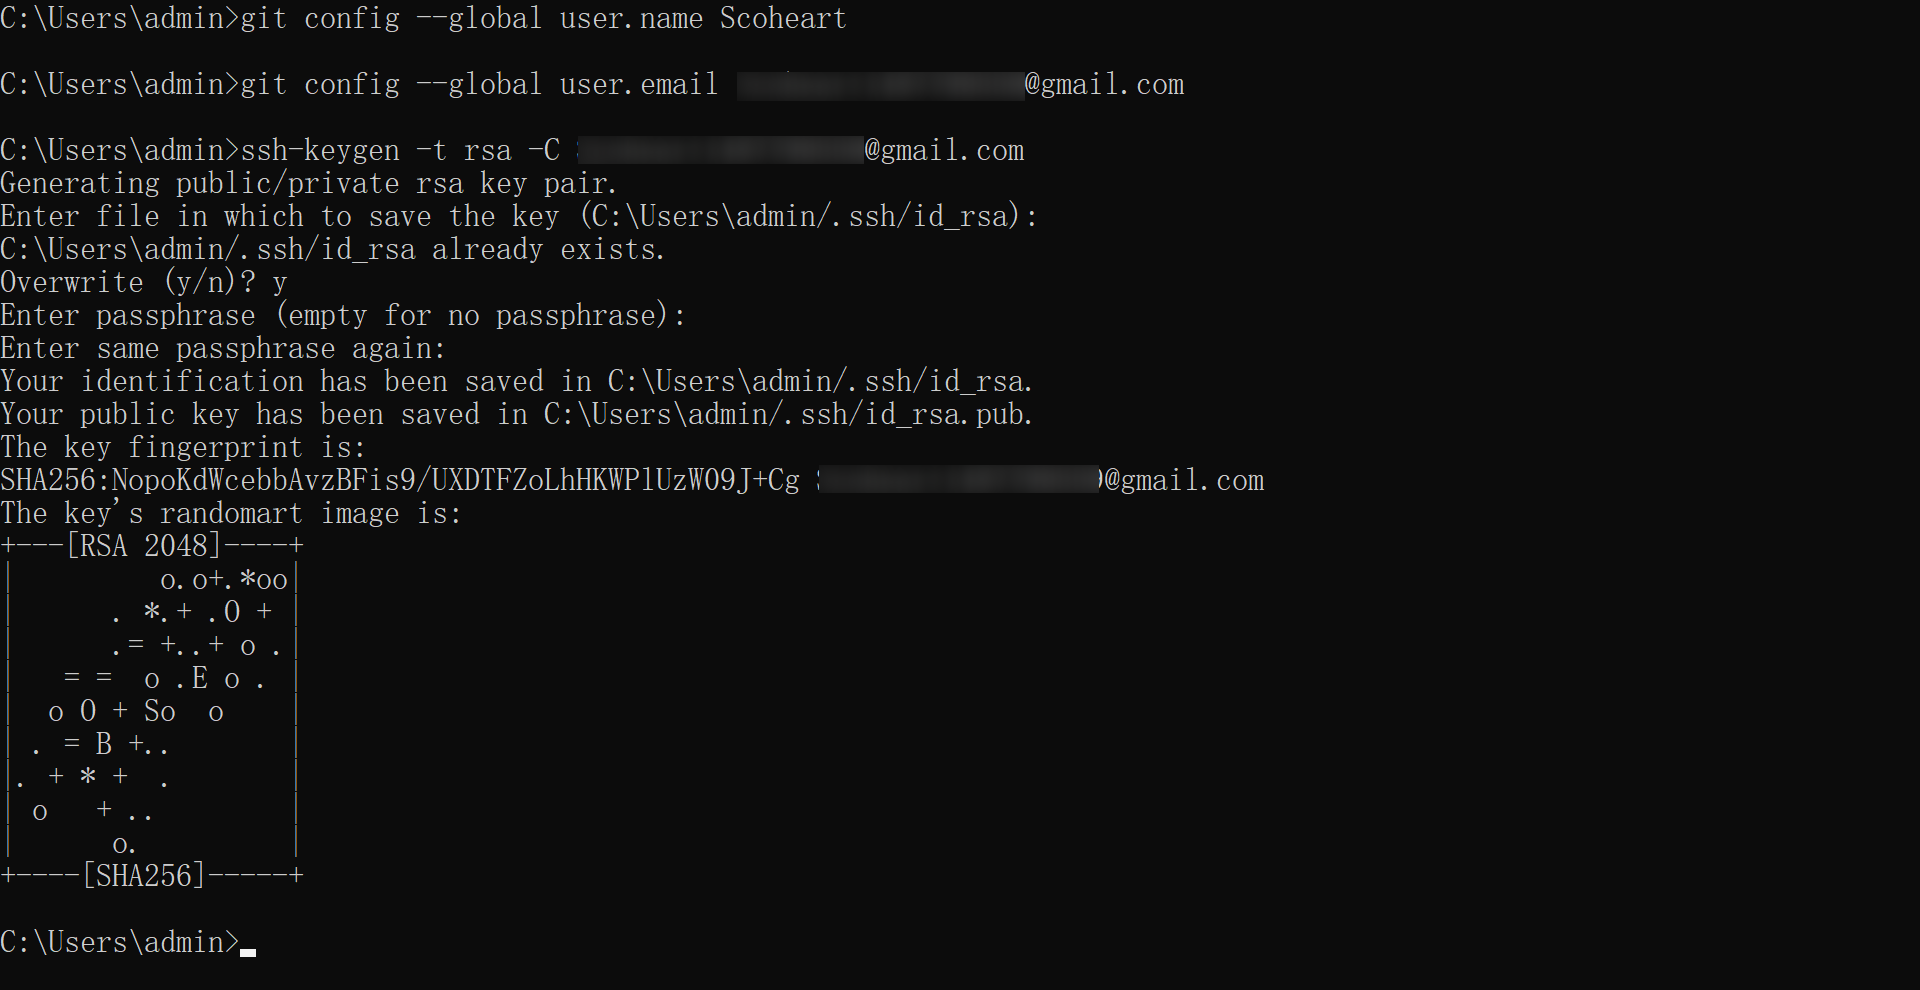 C:\Users\admin>git config --global user.name Scoheart
C:\Users\admin>git config --global user.email @gmail.com
C:\Users\admin>ssh-keygen -t rsa -C @gmail.com
Generating public/private rsa key pair.
Enter file in which to save the key (C:\Users\admin/.ssh/id_rsa):
C:\Users\admin/.ssh/id_rsa already exists.
Overwrite (y/n)? y
Enter passphrase (empty for no passphrase):
Enter same passphrase again:
Your identification has been saved in C:\Users\admin/.ssh/id_rsa.
Your public key has been saved in C:\Users\admin/.ssh/id_rsa.pub.
The key fingerprint is:
SHA256:NopoKdWcebbAvzBFis9/UXDTFZoLhHKWPlUzW09J+Cg @gmail.com
The key's randomart image is:
+---[RSA 2048]----+
|         o.o+.*oo|
|      . *.+ .O + |
|      .= +..+ o .|
|   = =  o .E o . |
|  o O + So  o    |
| . = B +..       |
|. + * +  .       |
| o   + ..        |
|      o.         |
+----[SHA256]-----+
C:\Users\admin>